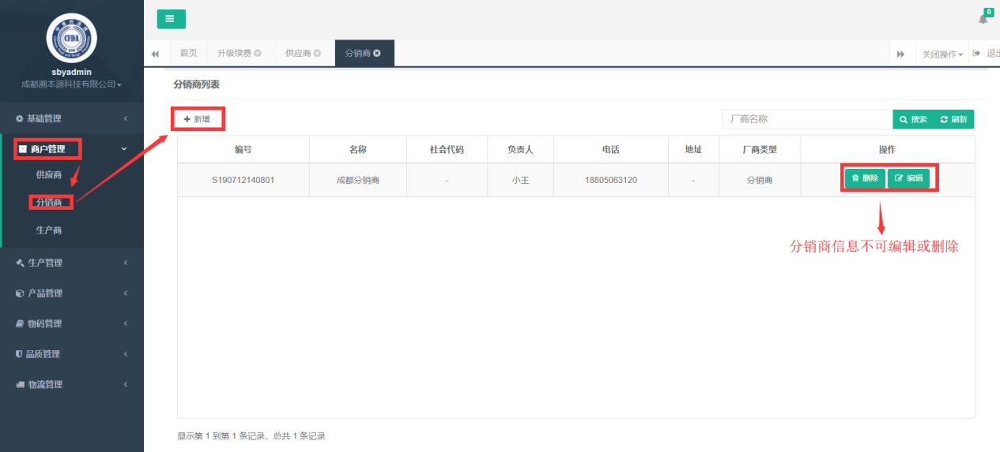 0
CFDA
sbyadmin
成都溯本源科技有限公司
首页
升级续费
供应商
分销商
关闭操作
退出
基础管理
商户管理
供应商
分销商
生产商
生产管理
产品管理
物码管理
品质管理
物流管理
分销商列表
新增
厂商名称
搜索 刷新
编号 名称 社会代码 负责人 电话 地址 厂商类型 操作
S190712140801 成都分销商 - 小王 18805063120 - 分销商 删除 编辑
分销商信息不可编辑或删除
显示第 1 到第 1 条记录，总共 1 条记录